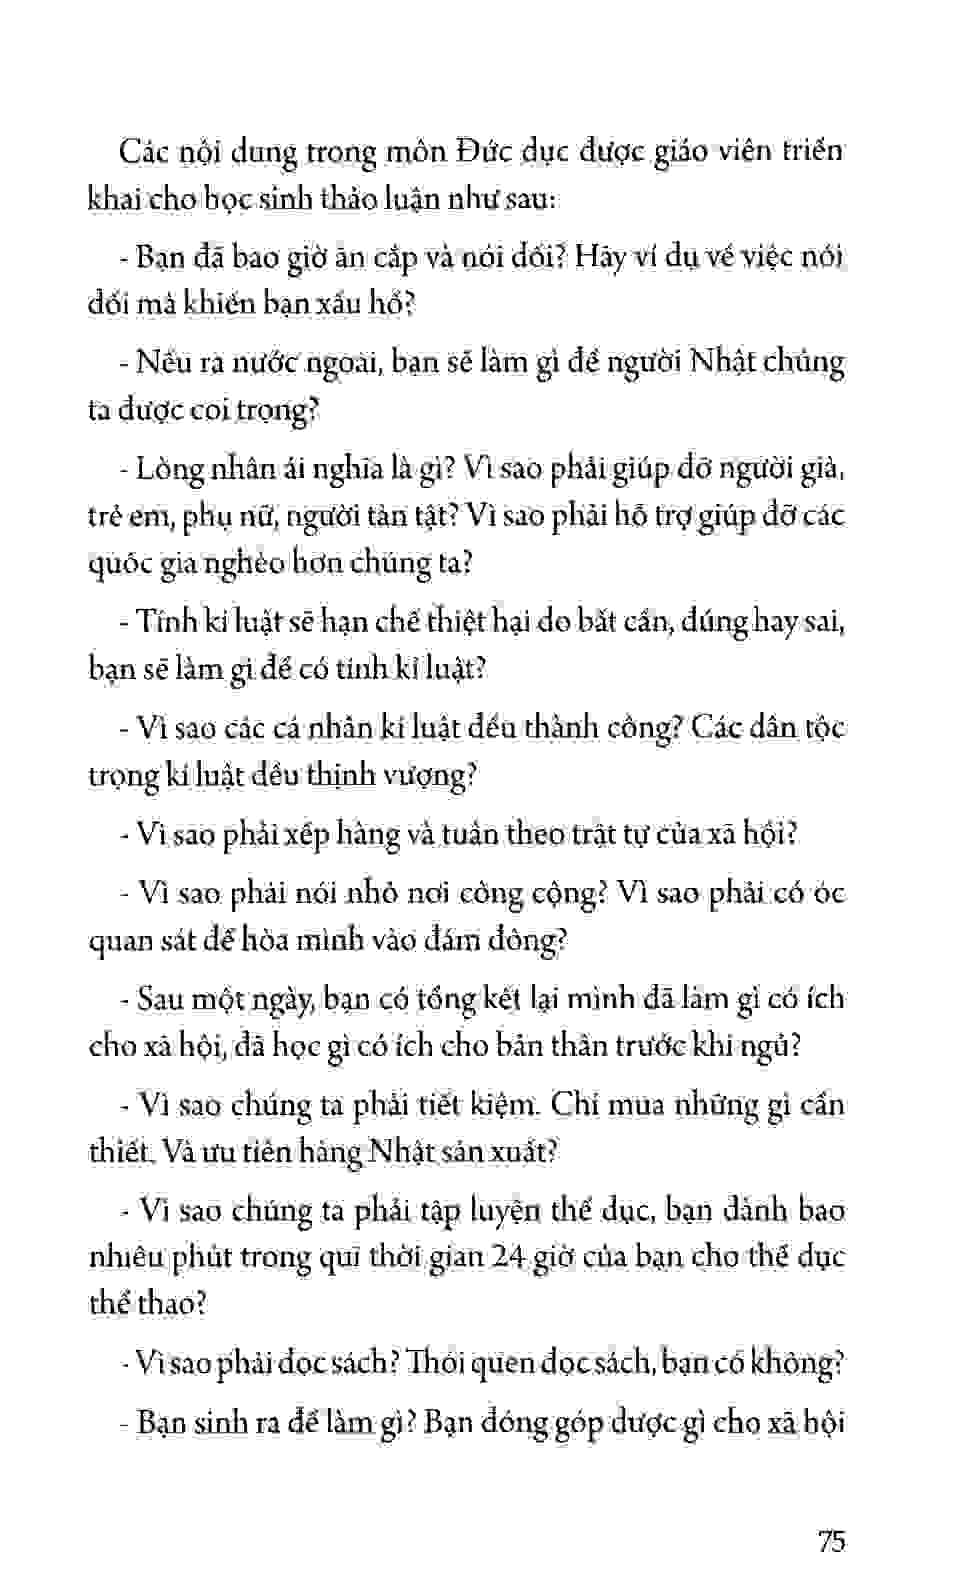 Các nội dung trong môn Đức dục được giáo viên triển
khai cho học sinh thảo luận như sau:
- Bạn đã bao giờ ăn cắp và nói dối? Hãy ví dụ về việc nói
dối mà khiến bạn xấu hổ?
- Nếu ra nước ngoài, bạn sẽ làm gì để người Nhật chúng
ta được coi trọng?
- Lòng nhân ái nghĩa là gì? Vì sao phải giúp đỡ người già,
trẻ em, phụ nữ, người tàn tật? Vì sao phải hỗ trợ giúp đỡ các
quốc gia nghèo hơn chúng ta?
- Tính kỉ luật sẽ hạn chế thiệt hại do bất cẩn, đúng hay sai,
bạn sẽ làm gì để có tính kỉ luật?
- Vì sao các cá nhân kỉ luật đều thành công? Các dân tộc
trọng kỉ luật đều thịnh vượng?
- Vì sao phải xếp hàng và tuân theo trật tự của xã hội?
- Vì sao phải nói nhỏ nơi công cộng? Vì sao phải có óc
quan sát để hòa mình vào đám đông?
- Sau một ngày, bạn có tổng kết lại mình đã làm gì có ích
cho xã hội, đã học gì có ích cho bản thân trước khi ngủ?
- Vì sao chúng ta phải tiết kiệm. Chỉ mua những gì cần
thiết. Và ưu tiên hàng Nhật sản xuất?
- Vì sao chúng ta phải tập luyện thể dục, bạn dành bao
nhiêu phút trong quĩ thời gian 24 giờ của bạn cho thể dục
thể thao?
- Vì sao phải đọc sách? Thói quen đọc sách, bạn có không?
- Bạn sinh ra để làm gì? Bạn đóng góp được gì cho xã hội
75